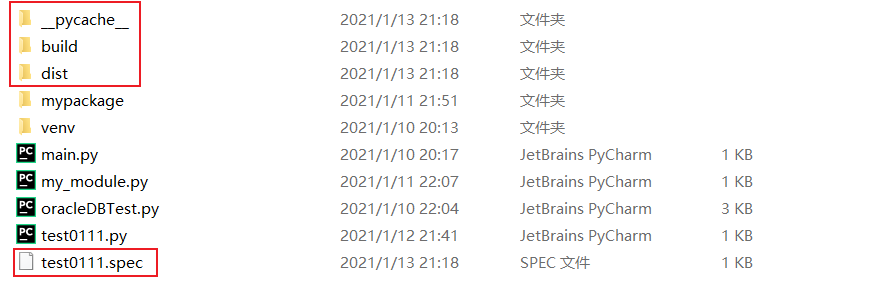 __pycache__ 2021/1/13 21:18 文件夹
build 2021/1/13 21:18 文件夹
dist 2021/1/13 21:18 文件夹
mypackage 2021/1/11 21:51 文件夹
venv 2021/1/10 20:13 文件夹
PC main.py 2021/1/10 20:17 JetBrains PyCharm 1 KB
PC my_module.py 2021/1/11 22:07 JetBrains PyCharm 1 KB
PC oracleDBTest.py 2021/1/10 22:04 JetBrains PyCharm 3 KB
PC test0111.py 2021/1/12 21:41 JetBrains PyCharm 1 KB
test0111.spec 2021/1/13 21:18 SPEC 文件 1 KB